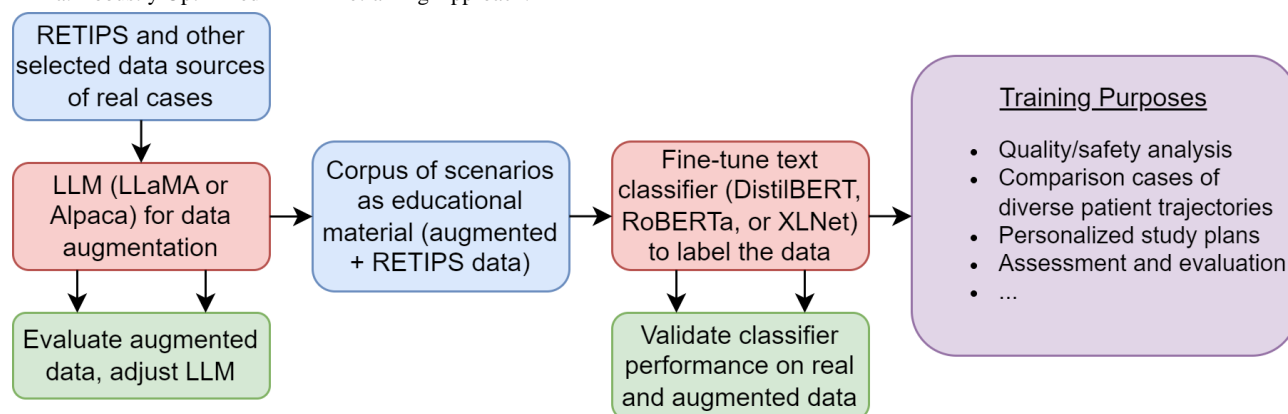 RETIPS and other
selected data sources
of real cases
LLM (LLaMA or
Alpaca) for data
augmentation
Evaluate augmented
data, adjust LLM
Corpus of scenarios
as educational
material (augmented
+ RETIPS data)
Fine-tune text
classifier (DistilBERT,
RoBERTa, or XLNet)
to label the data
Validate classifier
performance on real
and augmented data
Training Purposes
• Quality/safety analysis
• Comparison cases of
diverse patient trajectories
• Personalized study plans
• Assessment and evaluation
• ...